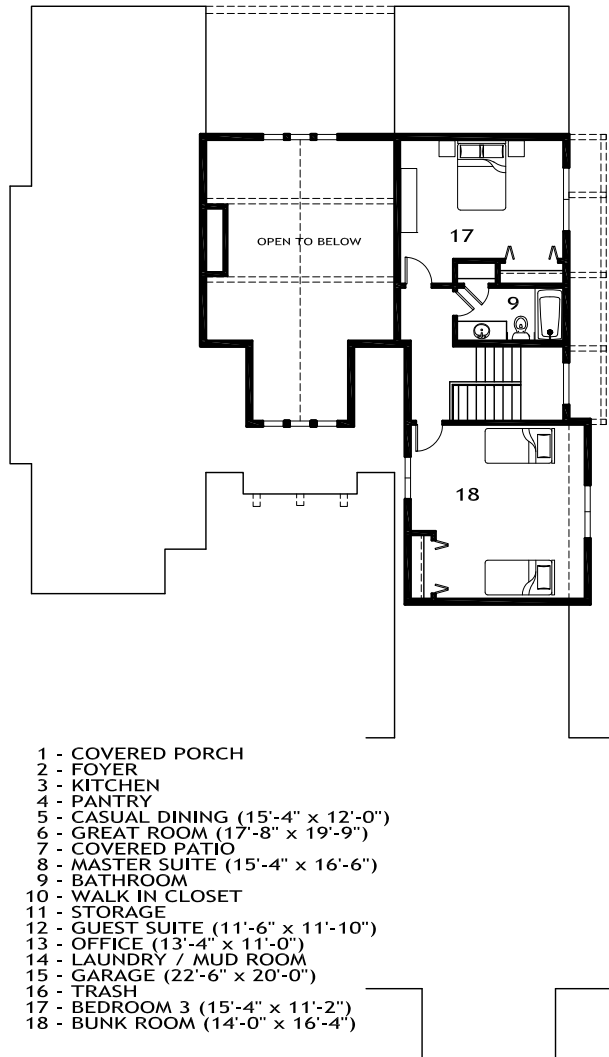 OPEN TO BELOW
17
9
18
1 - COVERED PORCH
2 - FOYER
3 - KITCHEN
4 - PANTRY
5 - CASUAL DINING (15'-4" x 12'-0")
6 - GREAT ROOM (17'-8" x 19'-9")
7 - COVERED PATIO
8 - MASTER SUITE (15'-4" x 16'-6")
9 - BATHROOM
10 - WALK IN CLOSET
11 - STORAGE
12 - GUEST SUITE (11'-6" x 11'-10")
13 - OFFICE (13'-4" x 11'-0")
14 - LAUNDRY / MUD ROOM
15 - GARAGE (22'-6" x 20'-0")
16 - TRASH
17 - BEDROOM 3 (15'-4" x 11'-2")
18 - BUNK ROOM (14'-0" x 16'-4")